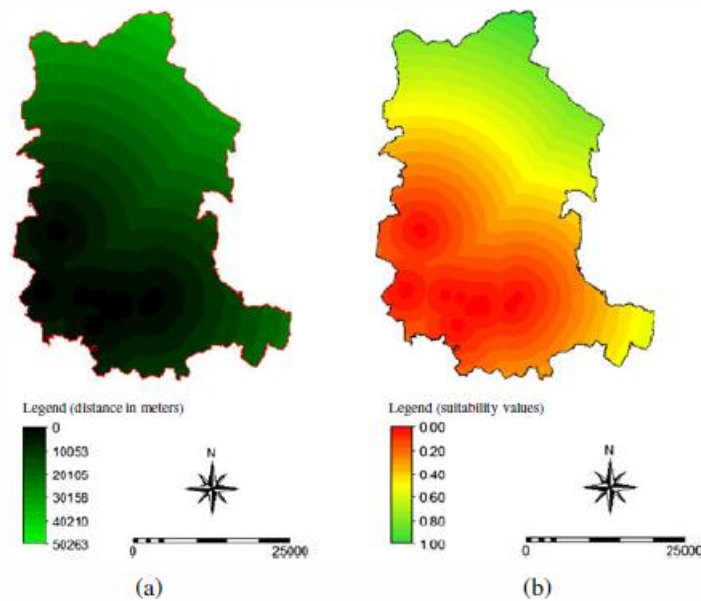 Legend (distance in meters)
0
10053
20105
30158
40210
50263
N
0 25000
(a)
Legend (suitability values)
0.00
0.20
0.40
0.60
0.80
1.00
N
0 25000
(b)